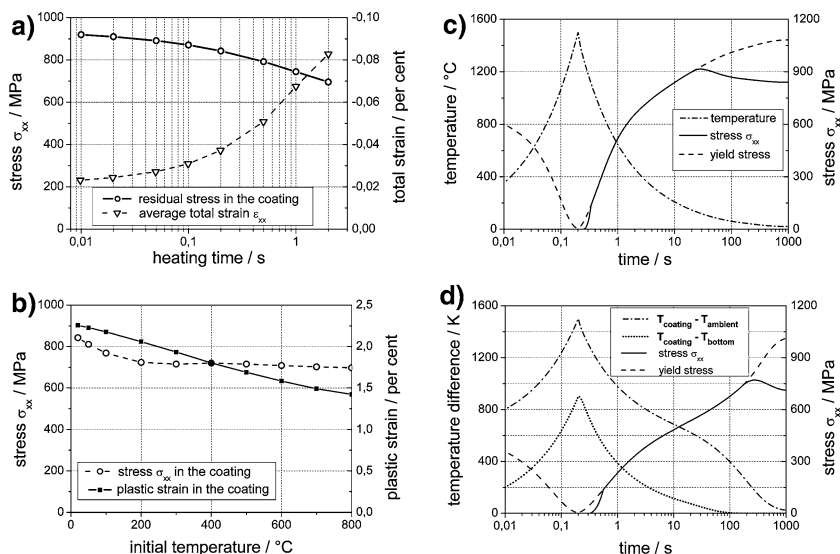 a)
1000
800
600
400
200
0
stress σxx / MPa
-0,10
-0,08
-0,06
-0,04
-0,02
0,00
total strain / per cent
residual stress in the coating
average total strain εxx
0,01
0,1
1
heating time / s
c)
1600
1200
800
400
0
temperature / °C
1200
900
600
300
0
stress σxx / MPa
temperature
stress σxx
yield stress
0,01
0,1
1
10
100
1000
time / s
b)
1000
800
600
400
200
0
stress σxx / MPa
2,5
2,0
1,5
1,0
0,5
0,0
plastic strain / per cent
stress σxx in the coating
plastic strain in the coating
0
200
400
600
800
initial temperature / °C
d)
1600
1200
800
400
0
temperature difference / K
1200
900
600
300
0
stress σxx / MPa
Tcoating - Tambient
Tcoating - Tbottom
stress σxx
yield stress
0,01
0,1
1
10
100
1000
time / s